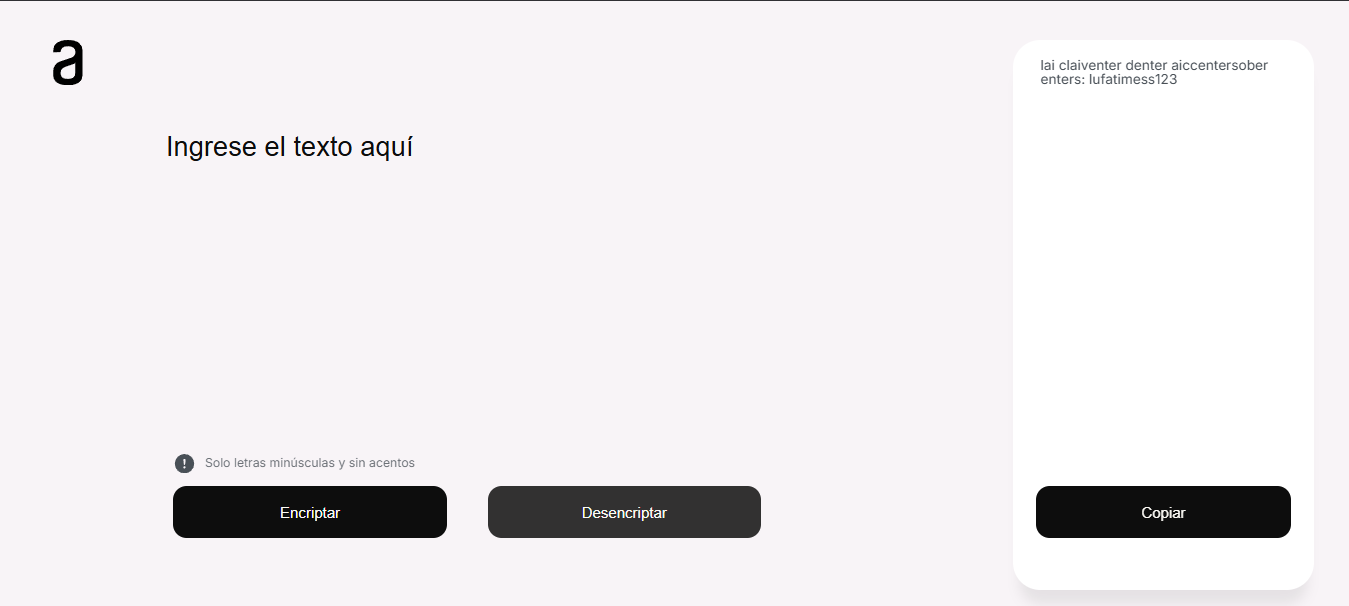 a
Ingrese el texto aquí
lai claiventer denter aiccentersober
enters: lufatimess123
Solo letras minúsculas y sin acentos
Encriptar
Desencriptar
Copiar